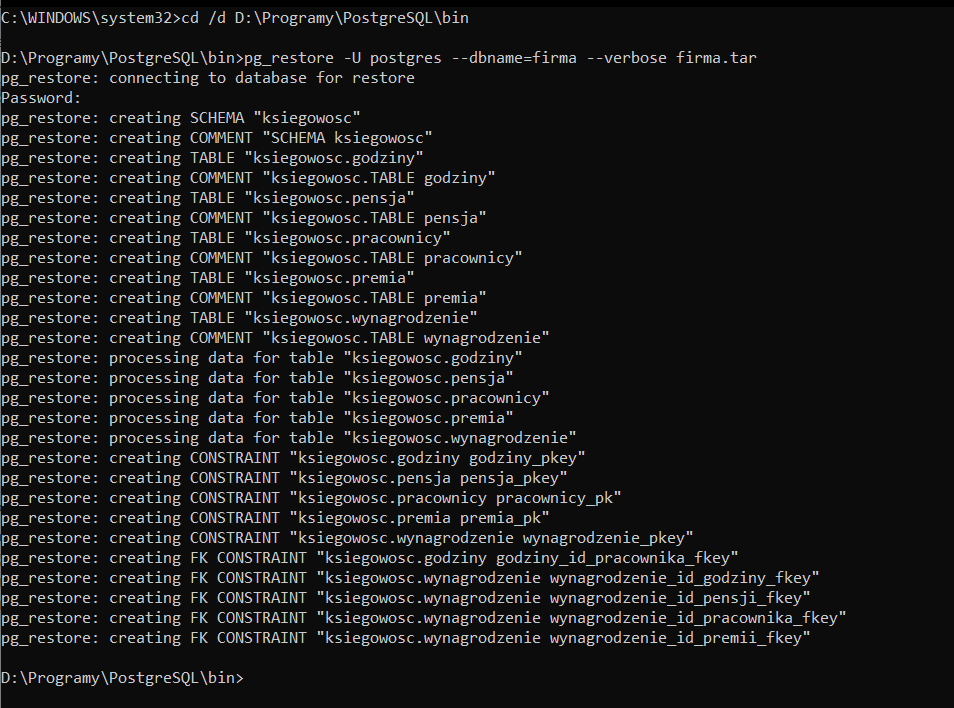 C:\WINDOWS\system32>cd /d D:\Programy\PostgreSQL\bin
D:\Programy\PostgreSQL\bin>pg_restore -U postgres --dbname=firma --verbose firma.tar
pg_restore: connecting to database for restore
Password:
pg_restore: creating SCHEMA "ksiegowosc"
pg_restore: creating COMMENT "SCHEMA ksiegowosc"
pg_restore: creating TABLE "ksiegowosc.godziny"
pg_restore: creating COMMENT "ksiegowosc.TABLE godziny"
pg_restore: creating TABLE "ksiegowosc.pensja"
pg_restore: creating COMMENT "ksiegowosc.TABLE pensja"
pg_restore: creating TABLE "ksiegowosc.pracownicy"
pg_restore: creating COMMENT "ksiegowosc.TABLE pracownicy"
pg_restore: creating TABLE "ksiegowosc.premia"
pg_restore: creating COMMENT "ksiegowosc.TABLE premia"
pg_restore: creating TABLE "ksiegowosc.wynagrodzenie"
pg_restore: creating COMMENT "ksiegowosc.TABLE wynagrodzenie"
pg_restore: processing data for table "ksiegowosc.godziny"
pg_restore: processing data for table "ksiegowosc.pensja"
pg_restore: processing data for table "ksiegowosc.pracownicy"
pg_restore: processing data for table "ksiegowosc.premia"
pg_restore: processing data for table "ksiegowosc.wynagrodzenie"
pg_restore: creating CONSTRAINT "ksiegowosc.godziny godziny_pkey"
pg_restore: creating CONSTRAINT "ksiegowosc.pensja pensja_pkey"
pg_restore: creating CONSTRAINT "ksiegowosc.pracownicy pracownicy_pk"
pg_restore: creating CONSTRAINT "ksiegowosc.premia premia_pk"
pg_restore: creating CONSTRAINT "ksiegowosc.wynagrodzenie wynagrodzenie_pkey"
pg_restore: creating FK CONSTRAINT "ksiegowosc.godziny godziny_id_pracownika_fkey"
pg_restore: creating FK CONSTRAINT "ksiegowosc.wynagrodzenie wynagrodzenie_id_godziny_fkey"
pg_restore: creating FK CONSTRAINT "ksiegowosc.wynagrodzenie wynagrodzenie_id_pensji_fkey"
pg_restore: creating FK CONSTRAINT "ksiegowosc.wynagrodzenie wynagrodzenie_id_pracownika_fkey"
pg_restore: creating FK CONSTRAINT "ksiegowosc.wynagrodzenie wynagrodzenie_id_premii_fkey"
D:\Programy\PostgreSQL\bin>